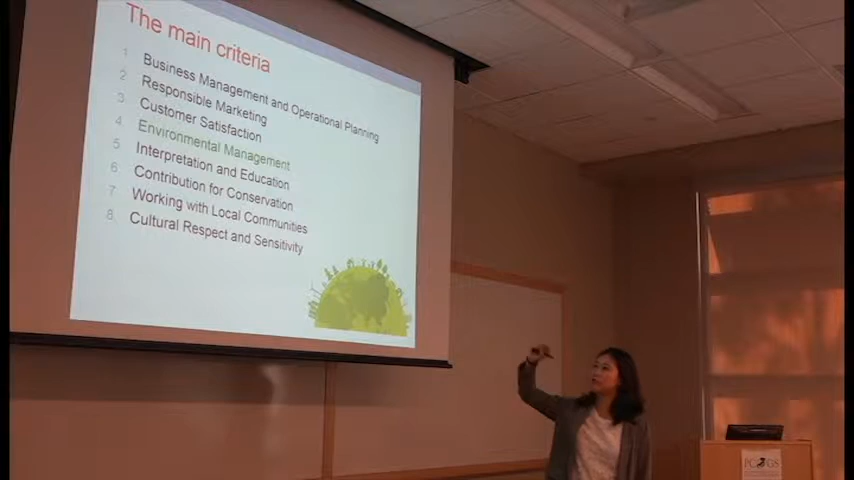 The main criteria
1 Business Management and Operational Planning
2 Responsible Marketing
3 Customer Satisfaction
4 Environmental Management
5 Interpretation and Education
6 Contribution for Conservation
7 Working with Local Communities
8 Cultural Respect and Sensitivity